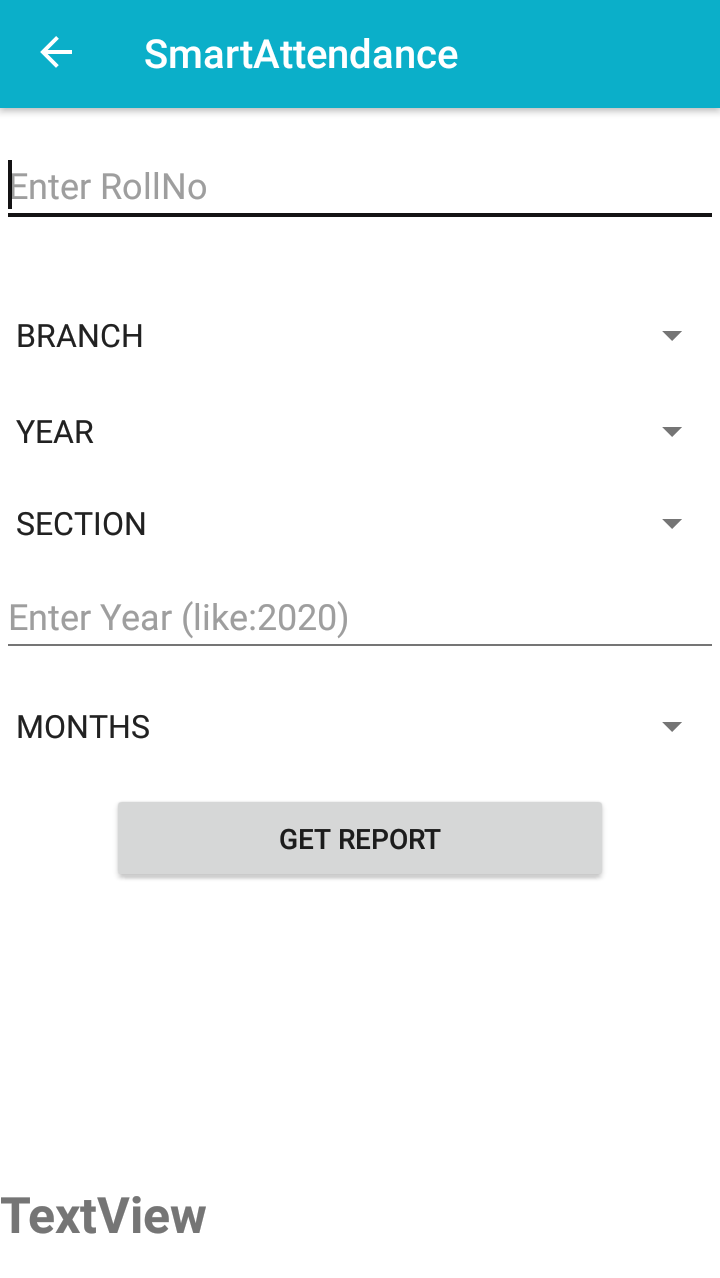 SmartAttendance
Enter RollNo
BRANCH
YEAR
SECTION
Enter Year (like:2020)
MONTHS
GET REPORT
TextView